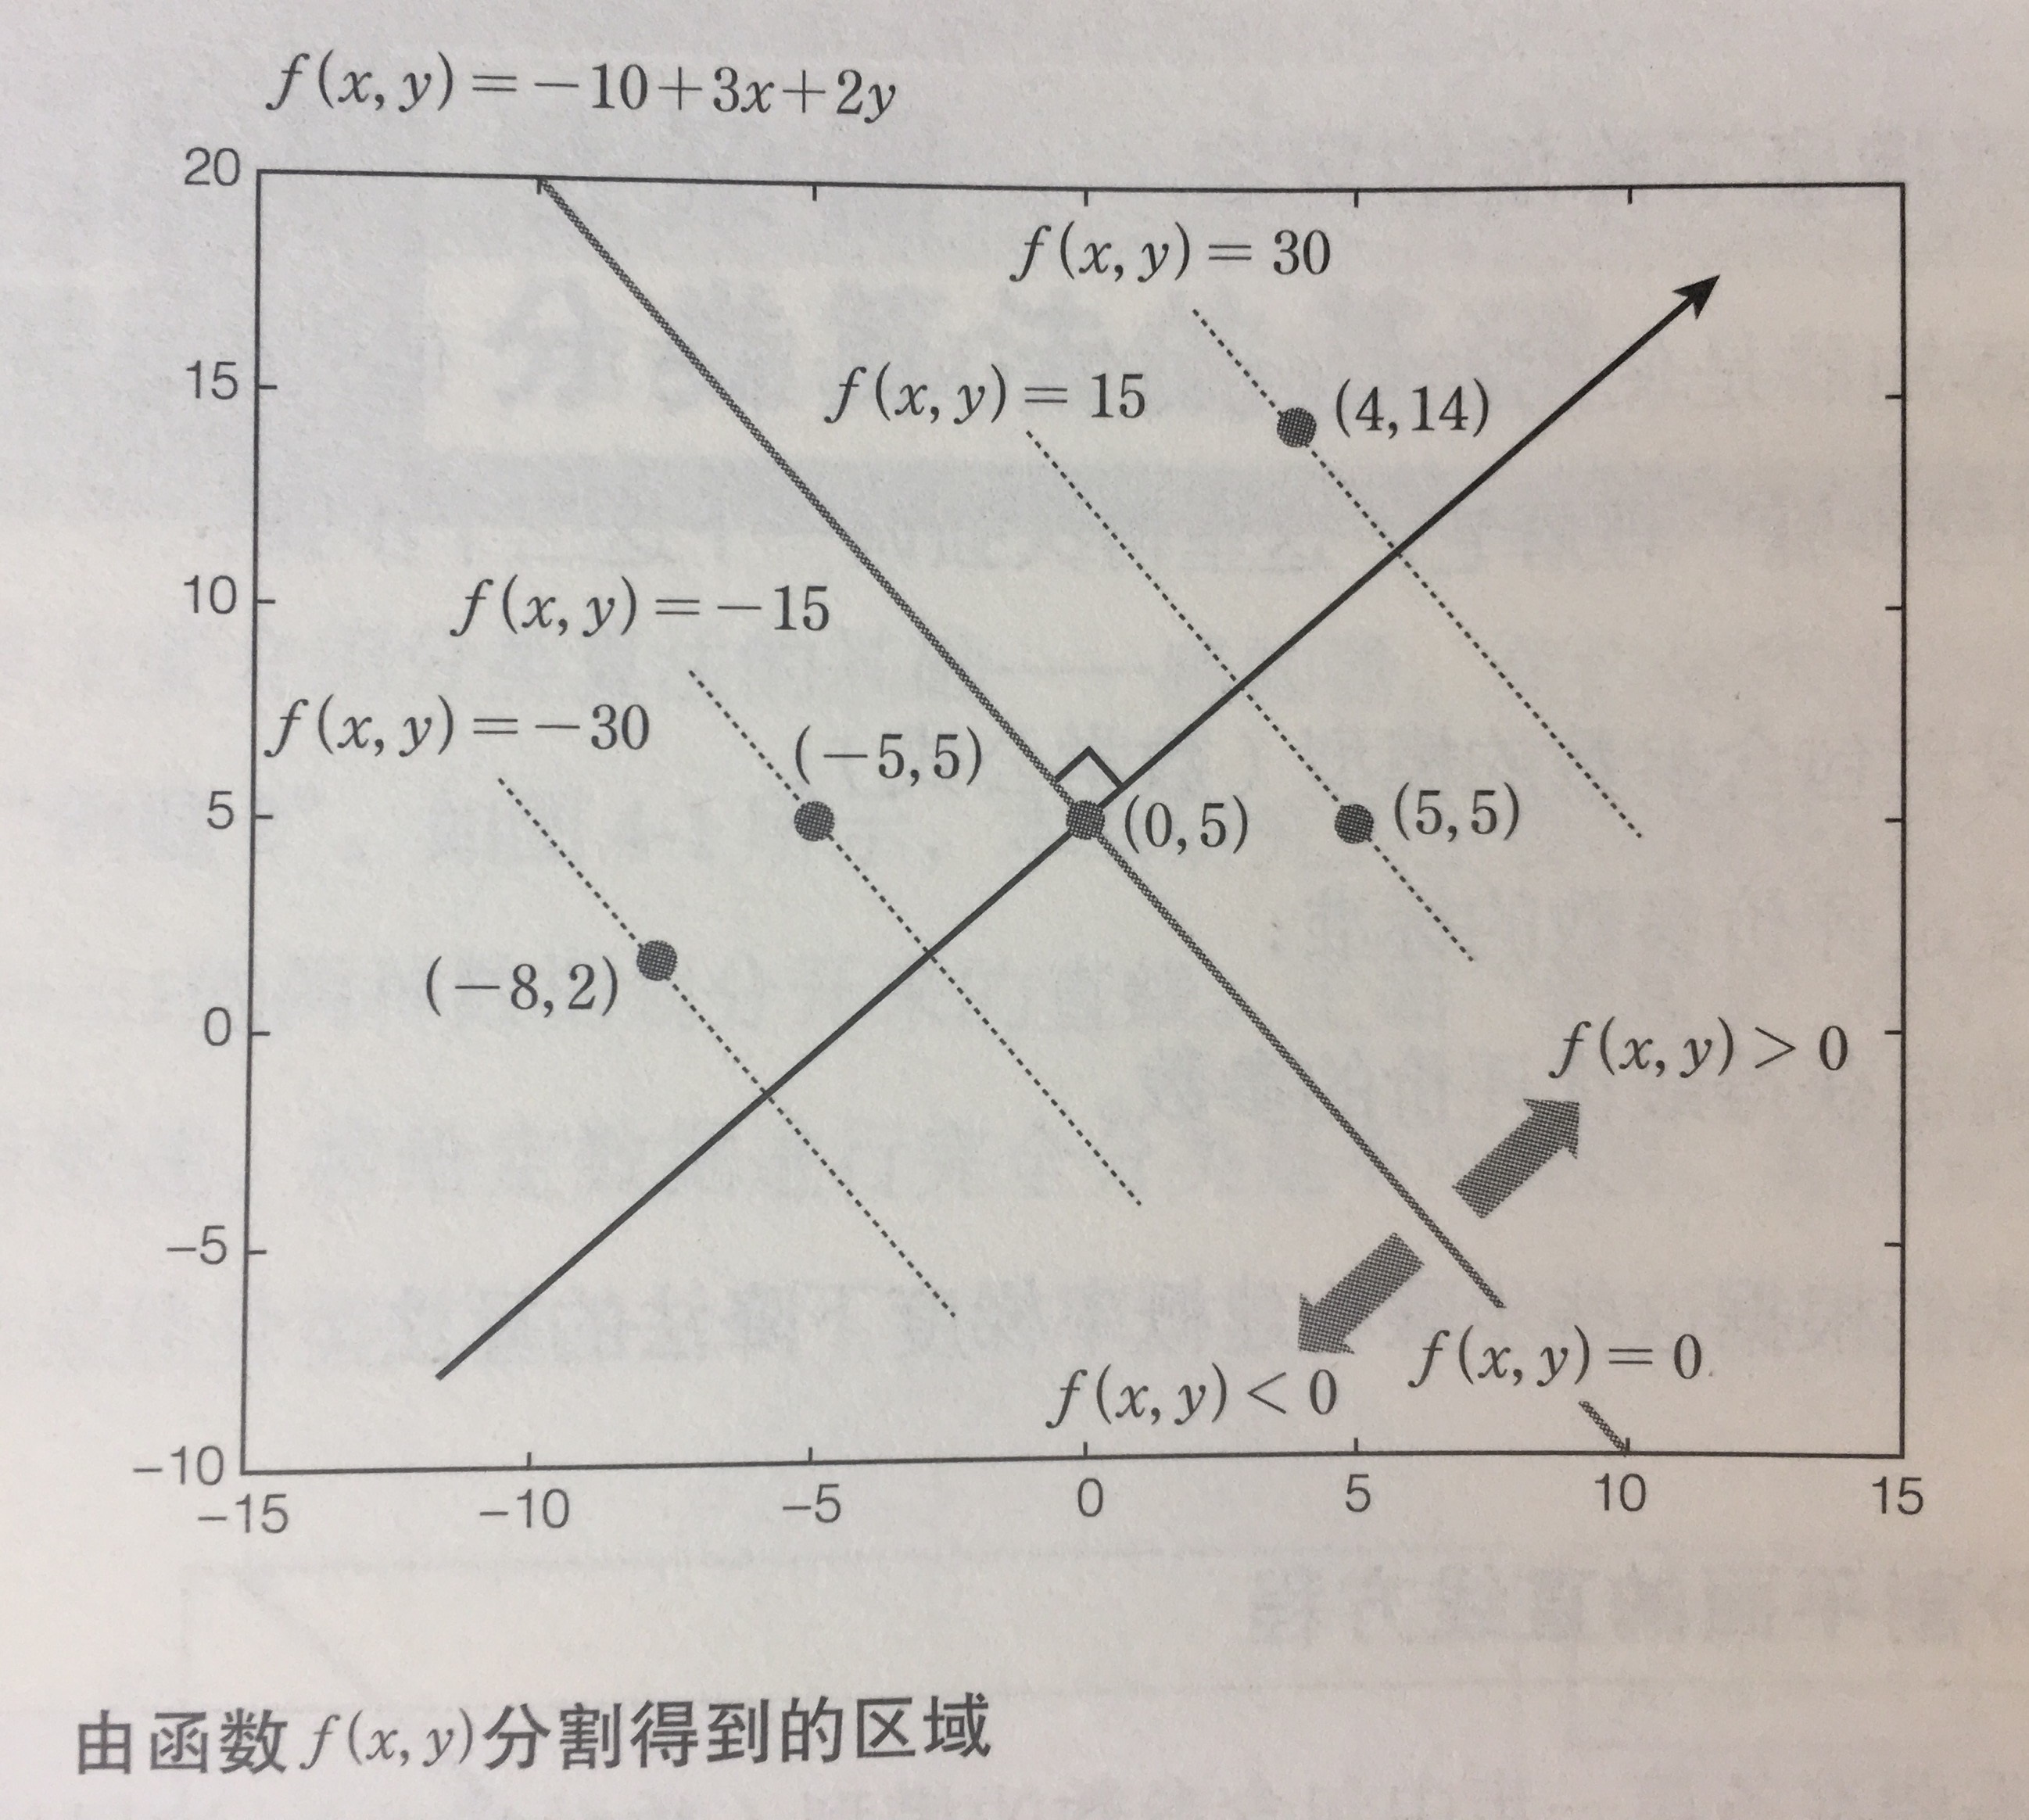 f(x, y)=−10+3x+2y
20
f(x, y)= 30
15
f(x, y)= 15
(4,14)
10
f(x, y)=−15
f(x, y)=−30
(−5,5)
5
(0,5)
(5,5)
(−8,2)
0
f(x, y)> 0
−5
f(x, y)= 0
f(x, y)< 0
−10
−15 −10 −5 0 5 10 15
由函数f(x, y)分割得到的区域